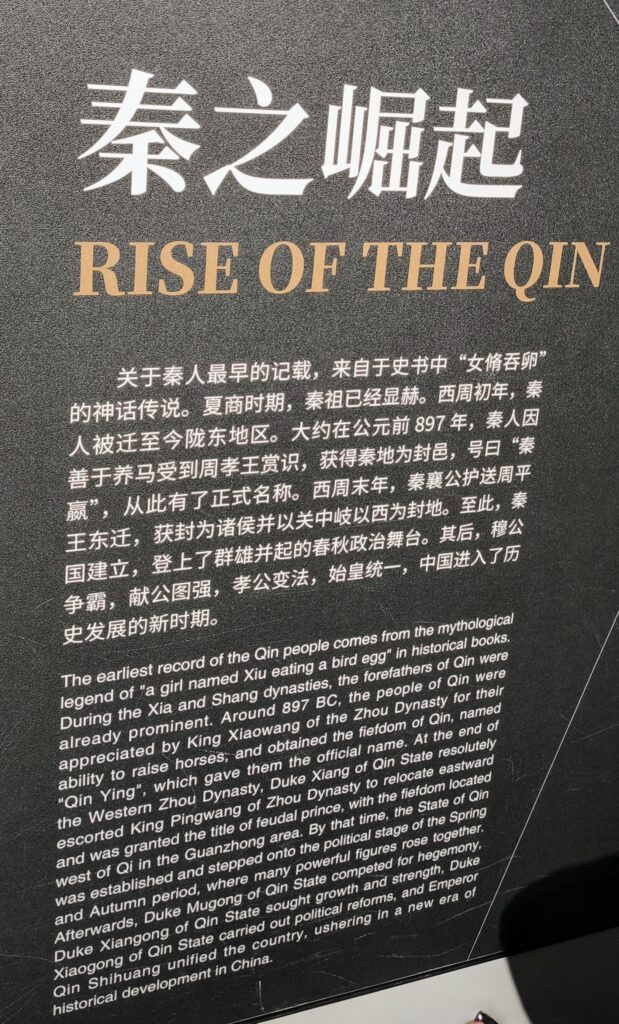 秦之崛起
RISE OF THE QIN
关于秦人最早的记载，来自于史书中“女脩吞卵”
的神话传说。夏商时期，秦祖已经显赫。西周初年，秦
人被迁至今陇东地区。大约在公元前 897 年，秦人因
善于养马受到周孝王赏识，获得秦地为封邑，号曰“秦
嬴”，从此有了正式名称。西周末年，秦襄公护送周平
王东迁，获封为诸侯并以关中岐以西为封地。至此，秦
国建立，登上了群雄并起的春秋政治舞台。其后，穆公
争霸，献公图强，孝公变法，始皇统一，中国进入了历
史发展的新时期。
The earliest record of the Qin people comes from the mythological
legend of "a girl named Xiu eating a bird egg" in historical books.
During the Xia and Shang dynasties, the forefathers of Qin were
already prominent. Around 897 BC, the people of Qin were
appreciated by King Xiaowang of the Zhou Dynasty for their
ability to raise horses, and obtained the fiefdom of Qin, named
"Qin Ying", which gave them the official name. At the end of
the Western Zhou Dynasty, Duke Xiang of Qin State resolutely
escorted King Pingwang of Zhou Dynasty to relocate eastward
and was granted the title of feudal prince, with the fiefdom located
west of Qi in the Guanzhong area. By that time, the State of Qin
was established and stepped onto the political stage of the Spring
and Autumn period, where many powerful figures rose together.
Afterwards, Duke Mugong of Qin State competed for hegemony,
Duke Xiangong of Qin State sought growth and strength, Duke
Xiaogong of Qin State carried out political reforms, and Emperor
Qin Shihuang unified the country, ushering in a new era of
historical development in China.